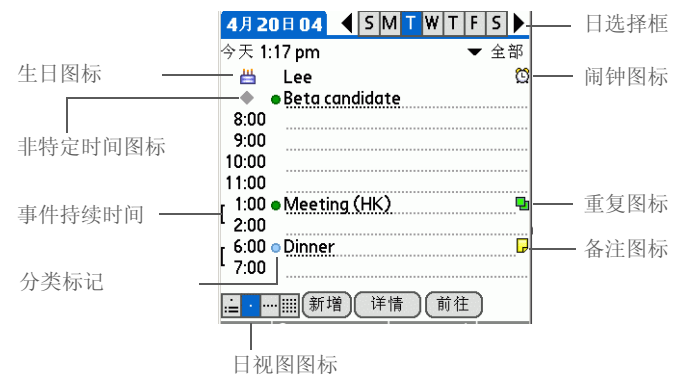 4月20日04 S M T W T F S 日选择框
今天 1:17 pm 全部
生日图标 Lee 闹钟图标
Beta candidate
8:00
非特定时间图标 9:00
10:00
11:00
事件持续时间 1:00 Meeting (HK) 重复图标
2:00
6:00 Dinner 备注图标
分类标记 7:00
新增 详情 前往
日视图图标